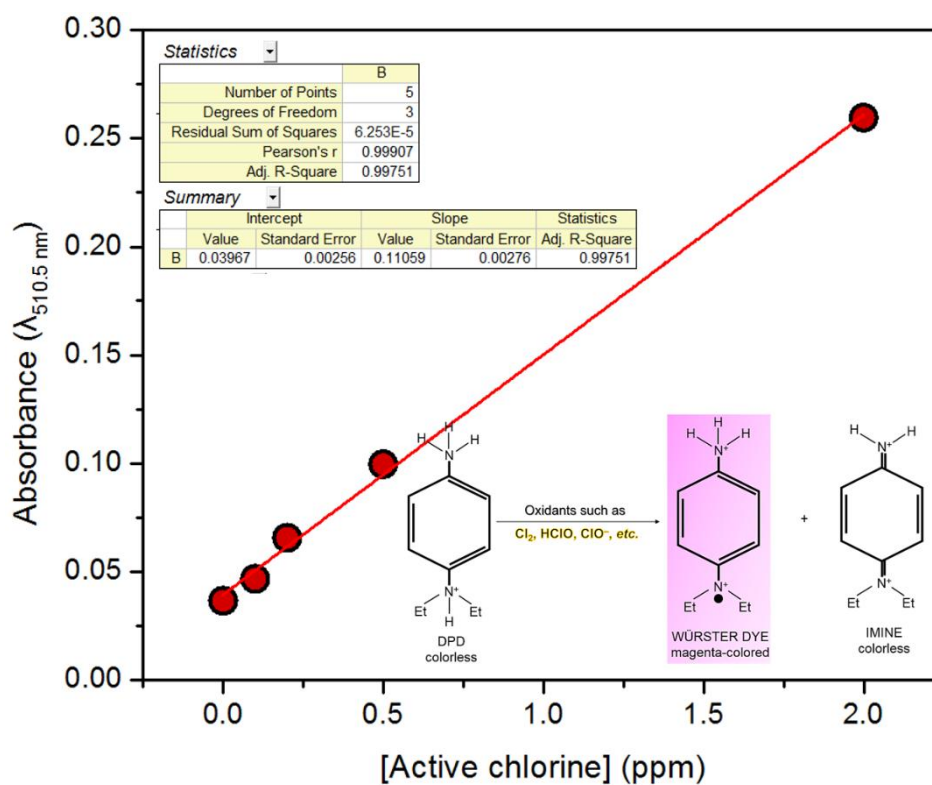 0.30
0.25
0.20
0.15
0.10
0.05
0.00
Absorbance (λ510.5 nm)
Statistics
B
Number of Points 5
Degrees of Freedom 3
Residual Sum of Squares 6.253E-5
Pearson's r 0.99907
Adj. R-Square 0.99751
Summary
Intercept Slope Statistics
Value Standard Error Value Standard Error Adj. R-Square
B 0.03967 0.00256 0.11059 0.00276 0.99751
H H H
N⁺
N⁺
Et H Et
DPD
colorless
Oxidants such as
Cl₂, HClO, ClO⁻, etc.
H H H
N⁺
N⁺
Et Et
WÜRSTER DYE
magenta-colored
+
H H
N⁺
N⁺
Et Et
IMINE
colorless
0.0 0.5 1.0 1.5 2.0
[Active chlorine] (ppm)